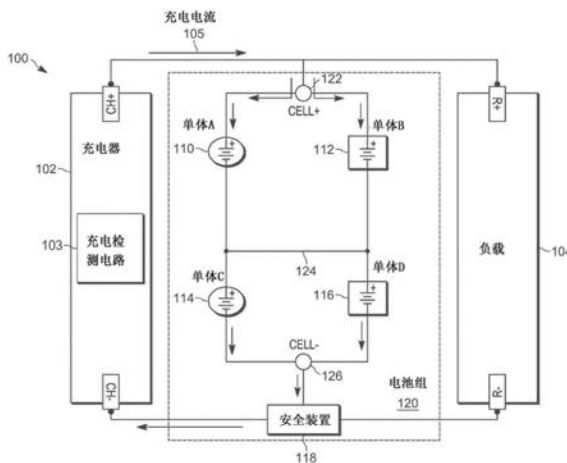 充电电流
105
100
CH+
122
CELL+
R+
单体A
单体B
充电器
110
112
102
充电检
测电路
103
124
负载
104
单体C
单体D
114
116
CELL-
126
电池组
120
CH-
安全装置
R-
118